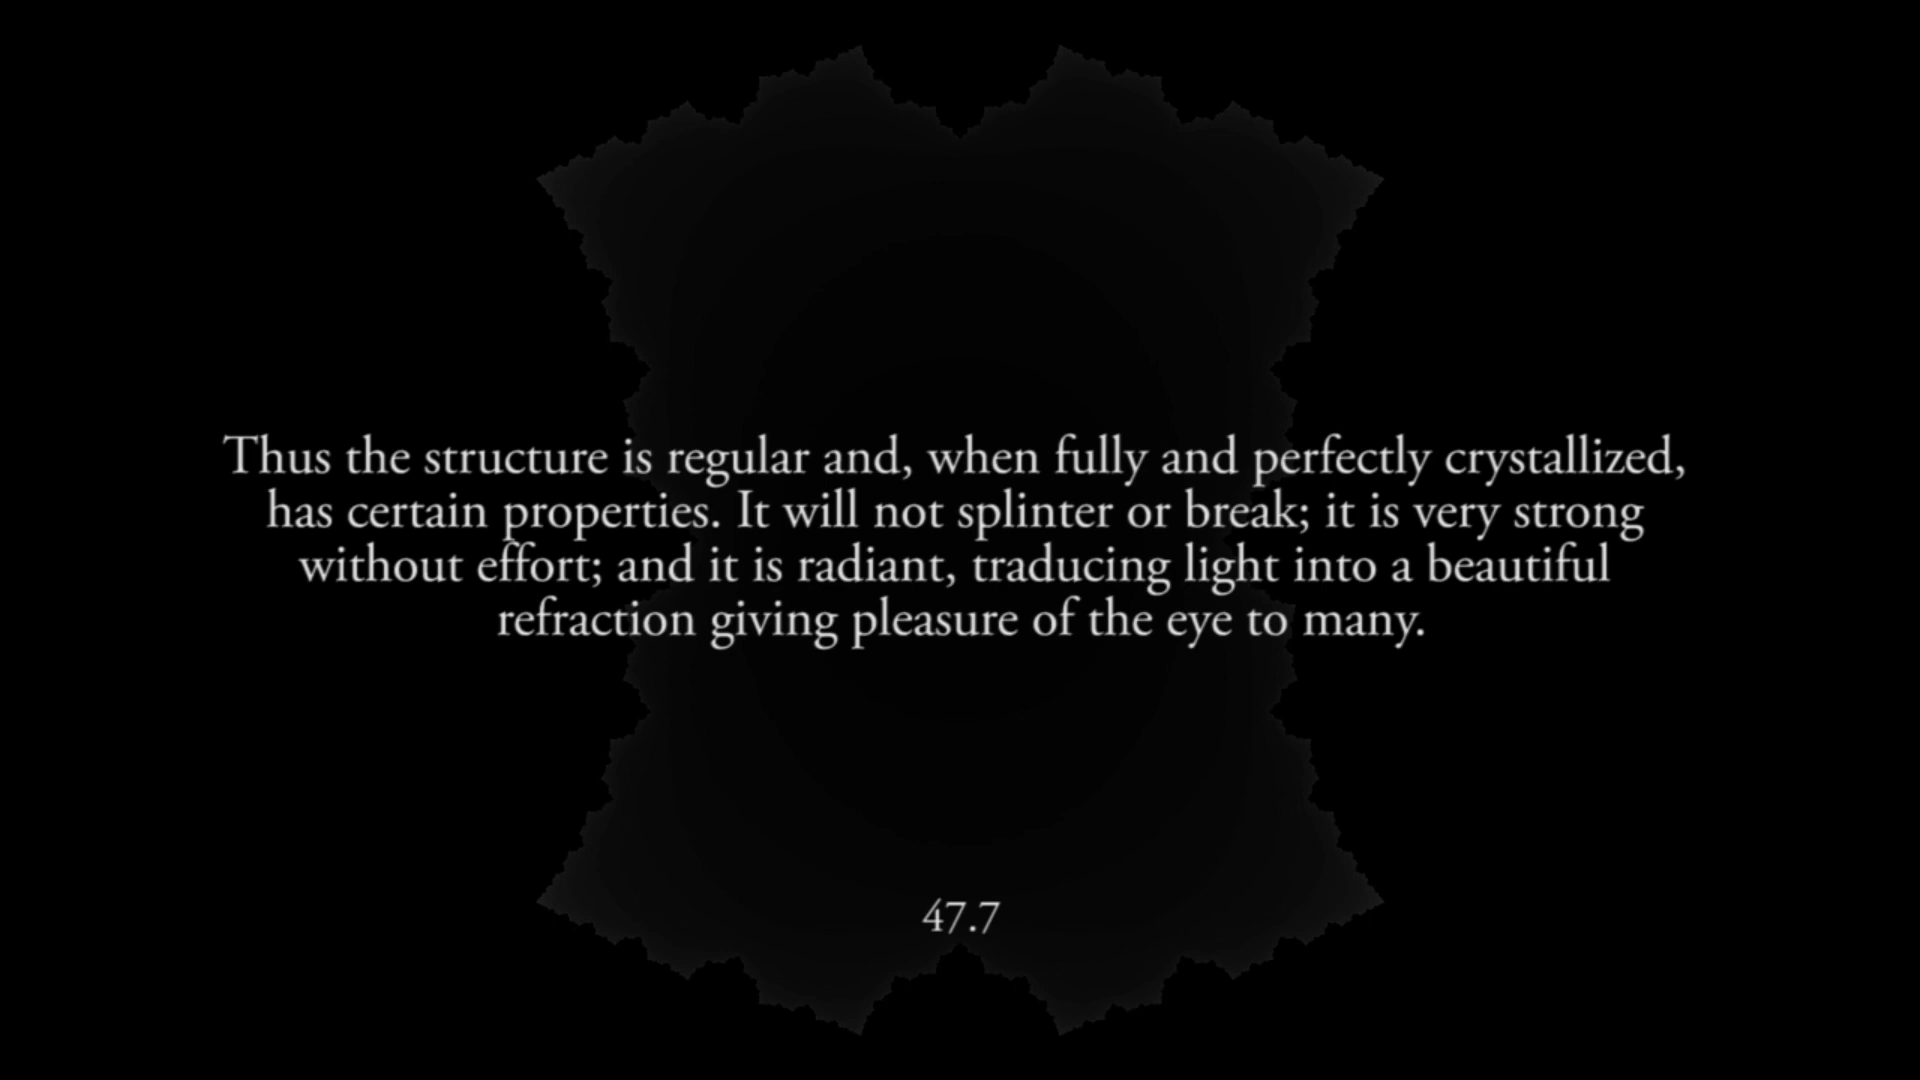 Thus the structure is regular and, when fully and perfectly crystallized,
has certain properties. It will not splinter or break; it is very strong
without effort; and it is radiant, traducing light into a beautiful
refraction giving pleasure of the eye to many.
47.7